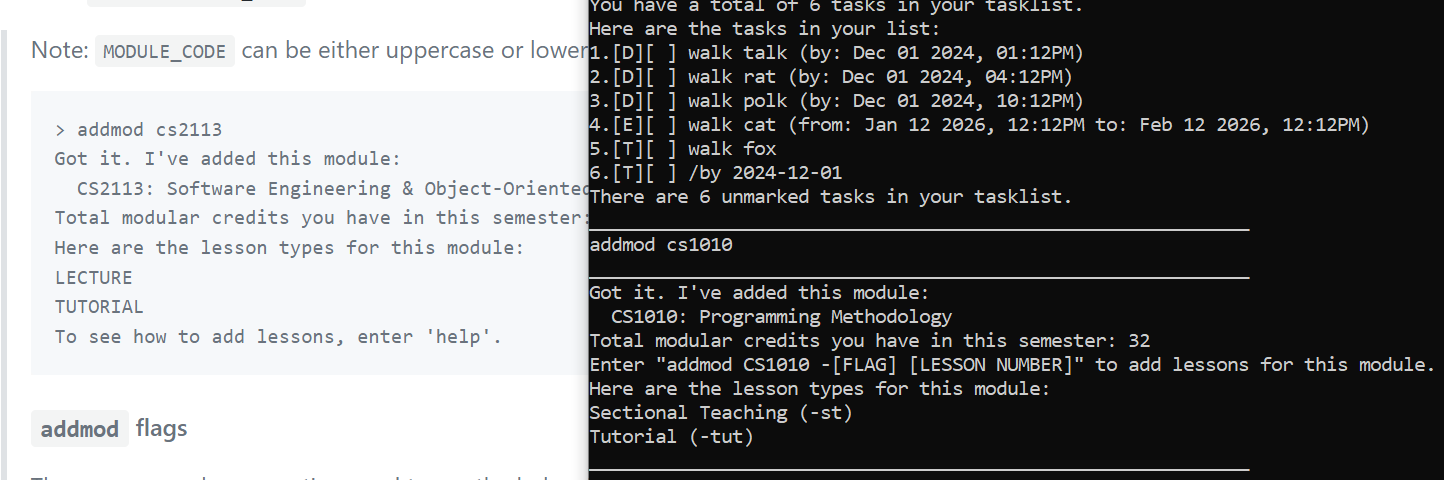 Note: MODULE_CODE can be either uppercase or lower
> addmod cs2113
Got it. I've added this module:
CS2113: Software Engineering & Object-Oriented
Total modular credits you have in this semester:
Here are the lesson types for this module:
LECTURE
TUTORIAL
To see how to add lessons, enter 'help'.
addmod flags
You have a total of 6 tasks in your tasklist.
Here are the tasks in your list:
1.[D][ ] walk talk (by: Dec 01 2024, 01:12PM)
2.[D][ ] walk rat (by: Dec 01 2024, 04:12PM)
3.[D][ ] walk polk (by: Dec 01 2024, 10:12PM)
4.[E][ ] walk cat (from: Jan 12 2026, 12:12PM to: Feb 12 2026, 12:12PM)
5.[T][ ] walk fox
6.[T][ ] /by 2024-12-01
There are 6 unmarked tasks in your tasklist.
addmod cs1010
Got it. I've added this module:
CS1010: Programming Methodology
Total modular credits you have in this semester: 32
Enter "addmod CS1010 -[FLAG] [LESSON NUMBER]" to add lessons for this module.
Here are the lesson types for this module:
Sectional Teaching (-st)
Tutorial (-tut)